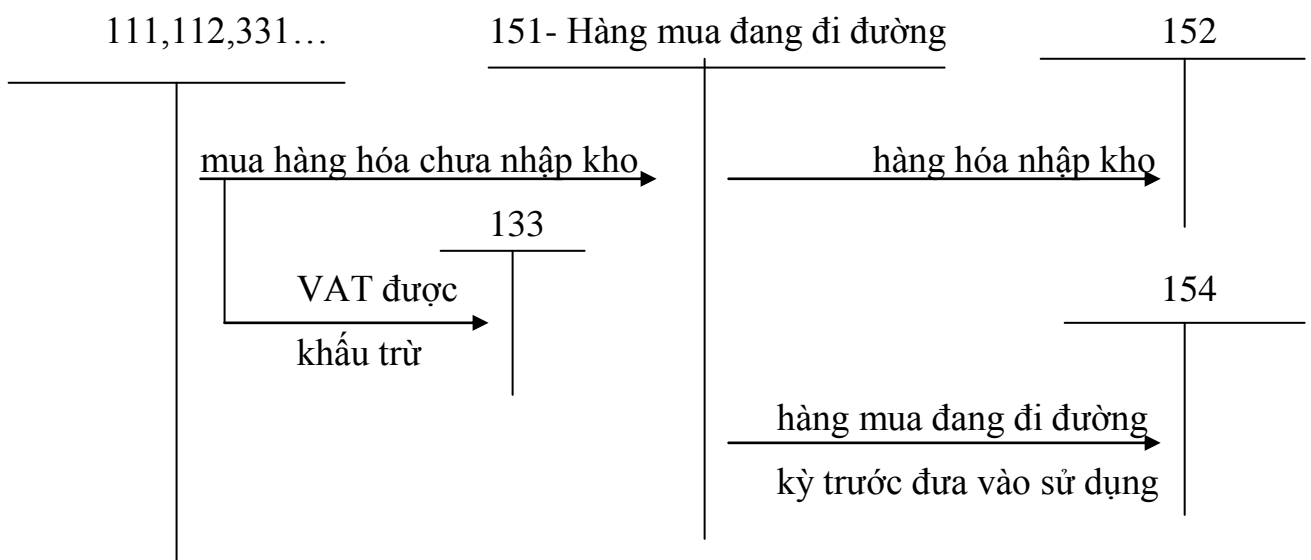 111,112,331…
151- Hàng mua đang đi đường
152
mua hàng hóa chưa nhập kho
hàng hóa nhập kho
133
VAT được
khấu trừ
154
hàng mua đang đi đường
kỳ trước đưa vào sử dụng